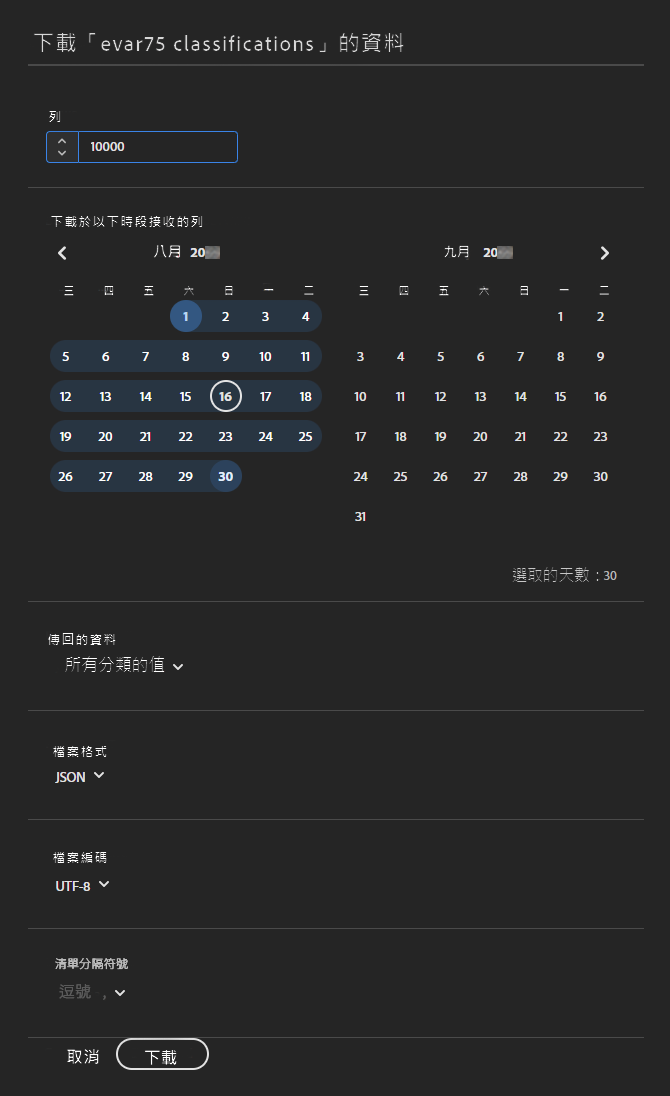 下載「evar75 classifications」的資料
列
10000
下載於以下時段接收的列
八月 20 九月 20
三 四 五 六 日 一 二 三 四 五 六 日 一 二
1 2 3 4 1 2
5 6 7 8 9 10 11 3 4 5 6 7 8 9
12 13 14 15 16 17 18 10 11 12 13 14 15 16
19 20 21 22 23 24 25 17 18 19 20 21 22 23
26 27 28 29 30 24 25 26 27 28 29 30
31
選取的天數：30
傳回的資料
所有分類的值
檔案格式
JSON
檔案編碼
UTF-8
清單分隔符號
逗號 ,
取消 下載